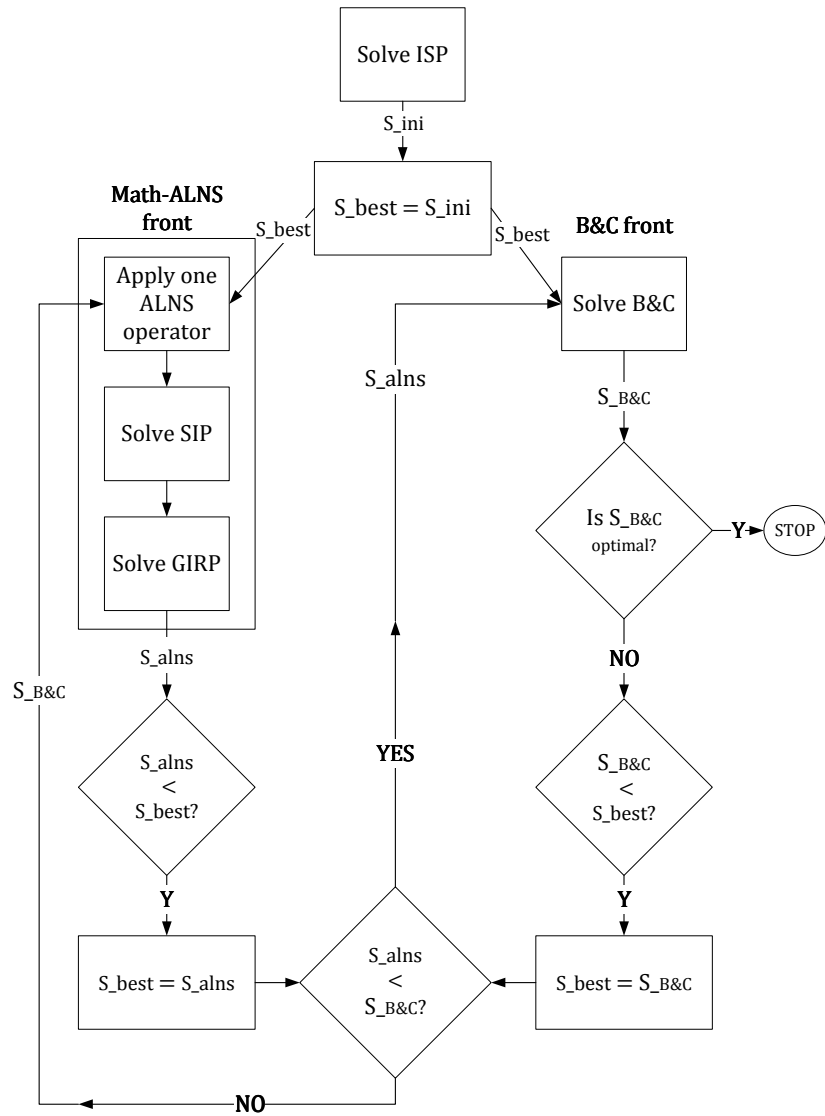 Solve ISP
S_ini
S_best = S_ini
Math-ALNS
front
S_best
S_best
B&C front
Apply one
ALNS
operator
Solve B&C
S_alns
S_B&C
Solve SIP
Is S_B&C
optimal?
Y
STOP
Solve GIRP
S_alns
NO
S_B&C
S_alns
<
S_best?
YES
S_B&C
<
S_best?
Y
Y
S_best = S_alns
S_alns
<
S_B&C?
S_best = S_B&C
NO